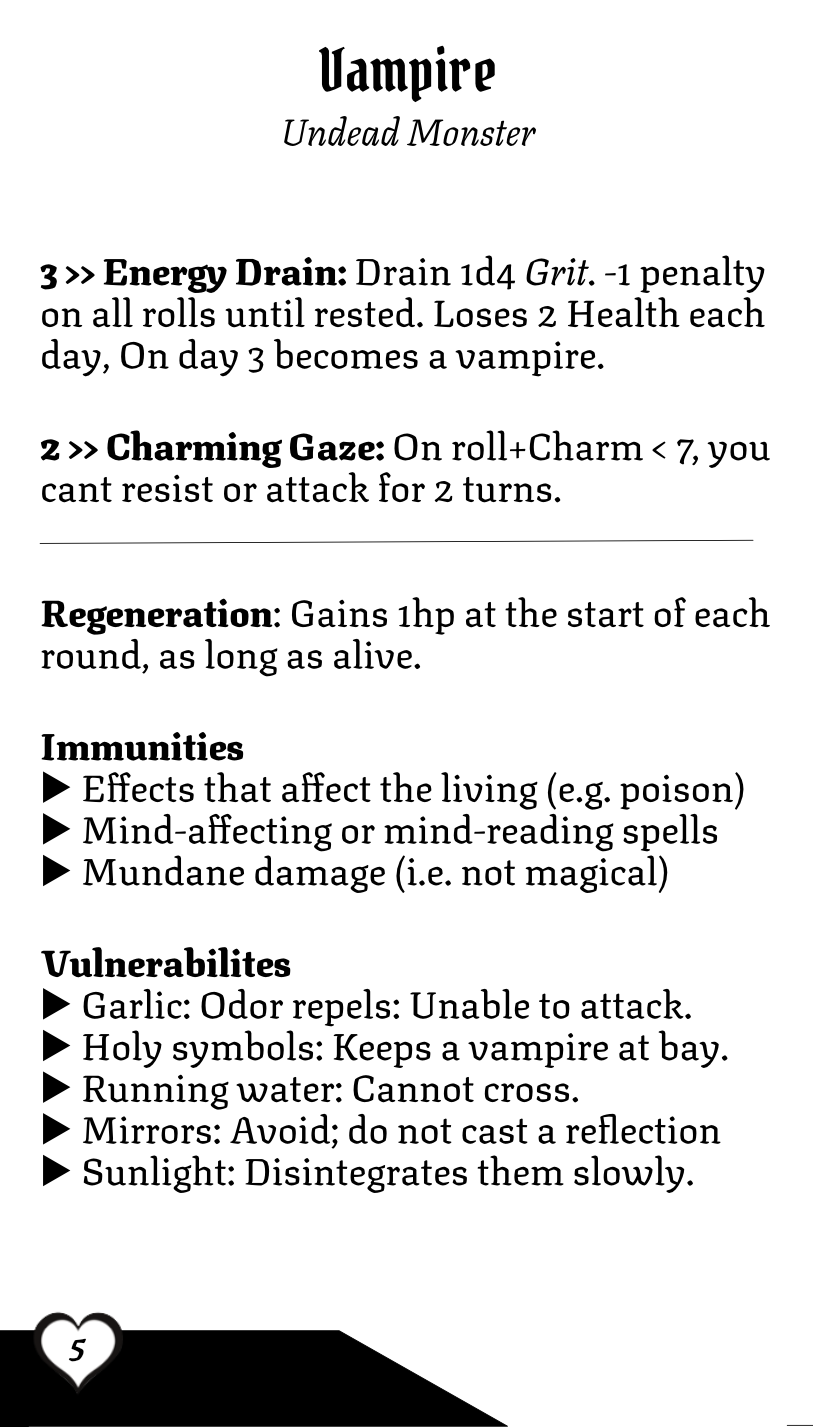 Vampire
Undead Monster
3 >> Energy Drain: Drain 1d4 Grit. -1 penalty
on all rolls until rested. Loses 2 Health each
day, On day 3 becomes a vampire.
2 >> Charming Gaze: On roll+Charm < 7, you
cant resist or attack for 2 turns.
Regeneration: Gains 1hp at the start of each
round, as long as alive.
Immunities
▶ Effects that affect the living (e.g. poison)
▶ Mind-affecting or mind-reading spells
▶ Mundane damage (i.e. not magical)
Vulnerabilites
▶ Garlic: Odor repels: Unable to attack.
▶ Holy symbols: Keeps a vampire at bay.
▶ Running water: Cannot cross.
▶ Mirrors: Avoid; do not cast a reflection
▶ Sunlight: Disintegrates them slowly.
5